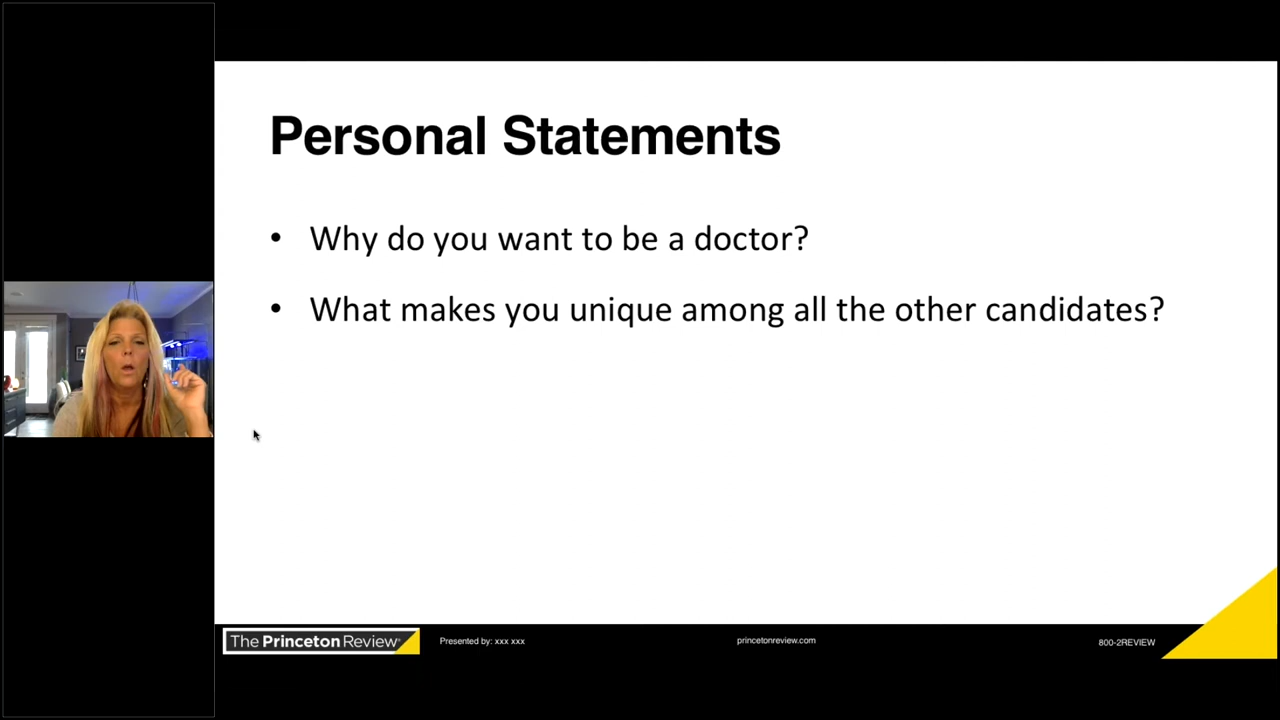 Personal Statements
• Why do you want to be a doctor?
• What makes you unique among all the other candidates?
The Princeton Review®
Presented by: xxx xxx
princetonreview.com
800-2REVIEW